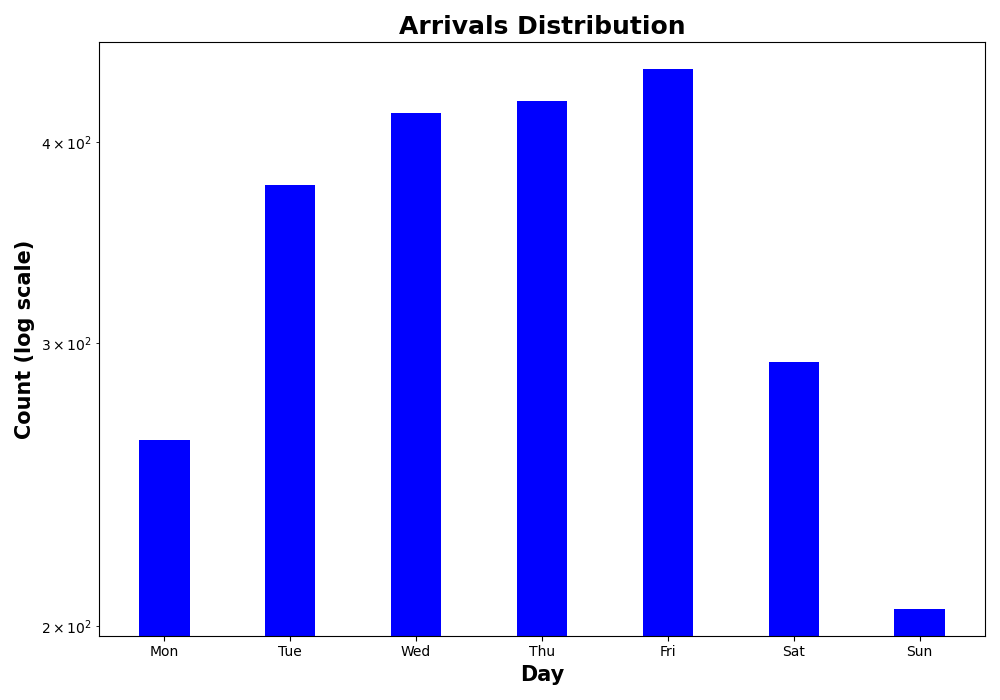 Arrivals Distribution
Count (log scale)
4 × 10²
3 × 10²
2 × 10²
Mon Tue Wed Thu Fri Sat Sun
Day